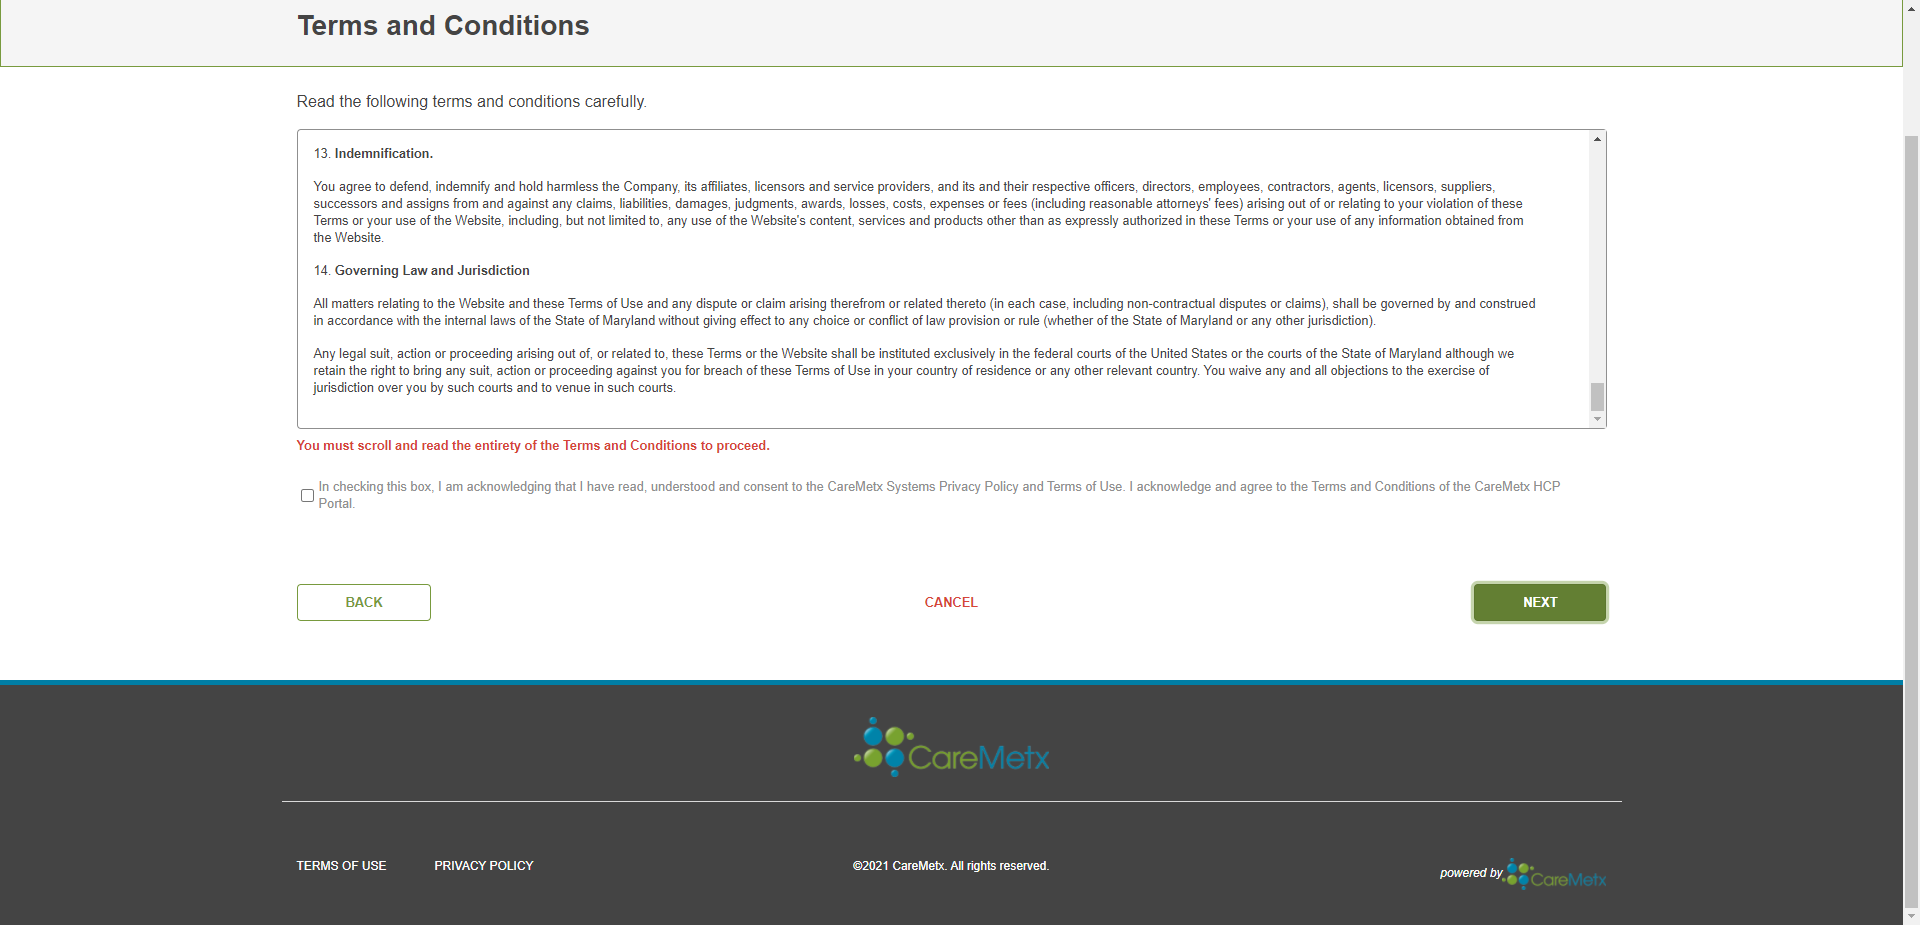 Terms and Conditions
Read the following terms and conditions carefully.
13. Indemnification.
You agree to defend, indemnify and hold harmless the Company, its affiliates, licensors and service providers, and its and their respective officers, directors, employees, contractors, agents, licensors, suppliers,
successors and assigns from and against any claims, liabilities, damages, judgments, awards, losses, costs, expenses or fees (including reasonable attorneys' fees) arising out of or relating to your violation of these
Terms or your use of the Website, including, but not limited to, any use of the Website's content, services and products other than as expressly authorized in these Terms or your use of any information obtained from
the Website.
14. Governing Law and Jurisdiction
All matters relating to the Website and these Terms of Use and any dispute or claim arising therefrom or related thereto (in each case, including non-contractual disputes or claims), shall be governed by and construed
in accordance with the internal laws of the State of Maryland without giving effect to any choice or conflict of law provision or rule (whether of the State of Maryland or any other jurisdiction).
Any legal suit, action or proceeding arising out of, or related to, these Terms or the Website shall be instituted exclusively in the federal courts of the United States or the courts of the State of Maryland although we
retain the right to bring any suit, action or proceeding against you for breach of these Terms of Use in your country of residence or any other relevant country. You waive any and all objections to the exercise of
jurisdiction over you by such courts and to venue in such courts.
You must scroll and read the entirety of the Terms and Conditions to proceed.
In checking this box, I am acknowledging that I have read, understood and consent to the CareMetx Systems Privacy Policy and Terms of Use. I acknowledge and agree to the Terms and Conditions of the CareMetx HCP
Portal.
BACK
CANCEL
NEXT
CareMetx
TERMS OF USE
PRIVACY POLICY
©2021 CareMetx. All rights reserved.
powered by CareMetx